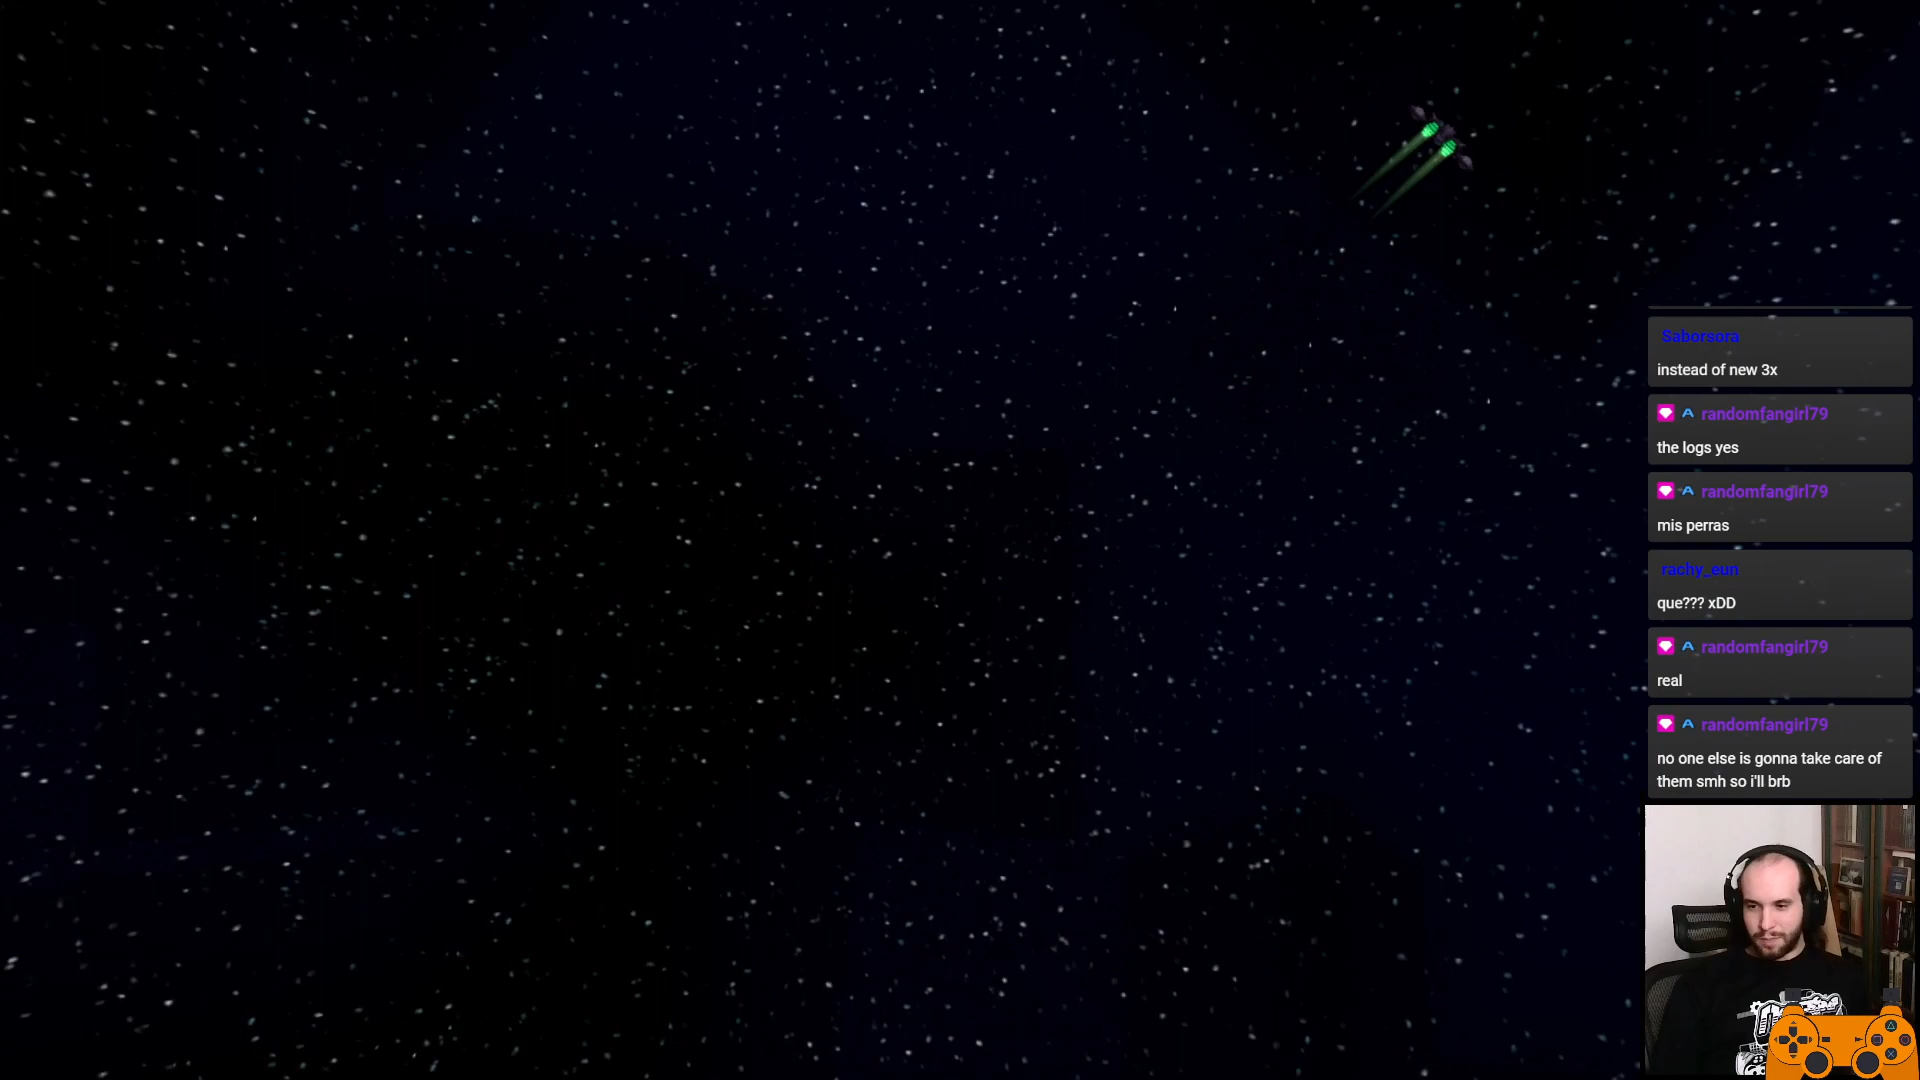 Saborsora
instead of new 3x
randomfangirl79
the logs yes
randomfangirl79
mis perras
rachy_eun
que??? xDD
randomfangirl79
real
randomfangirl79
no one else is gonna take care of
them smh so i'll brb